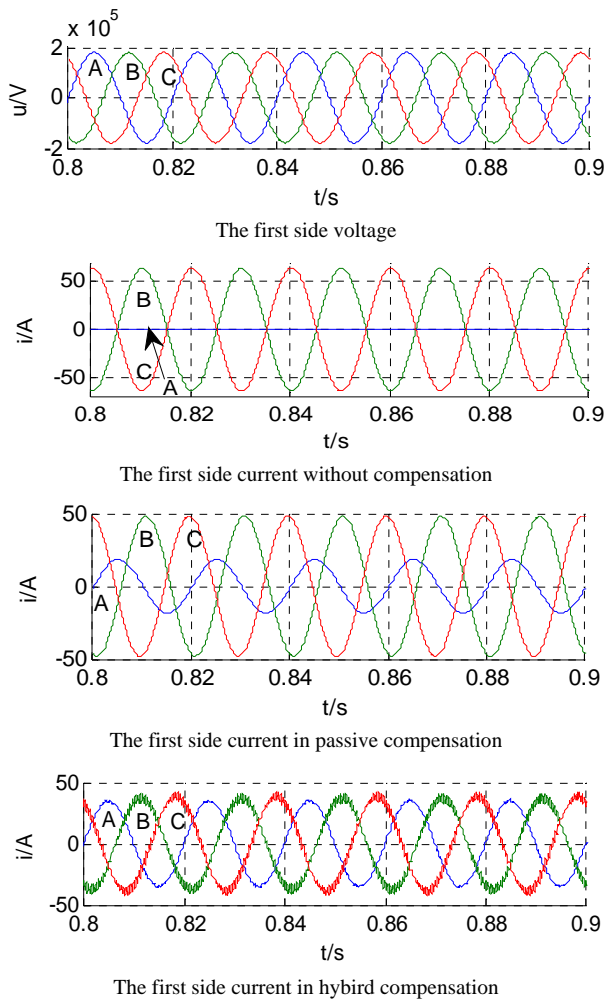 x 10^5
2
0
-2
u/V
A
B
C
0.8 0.82 0.84 0.86 0.88 0.9
t/s
The first side voltage
50
0
-50
i/A
B
C
A
0.8 0.82 0.84 0.86 0.88 0.9
t/s
The first side current without compensation
50
0
-50
i/A
B
C
A
0.8 0.82 0.84 0.86 0.88 0.9
t/s
The first side current in passive compensation
50
0
-50
i/A
A
B
C
0.8 0.82 0.84 0.86 0.88 0.9
t/s
The first side current in hybird compensation